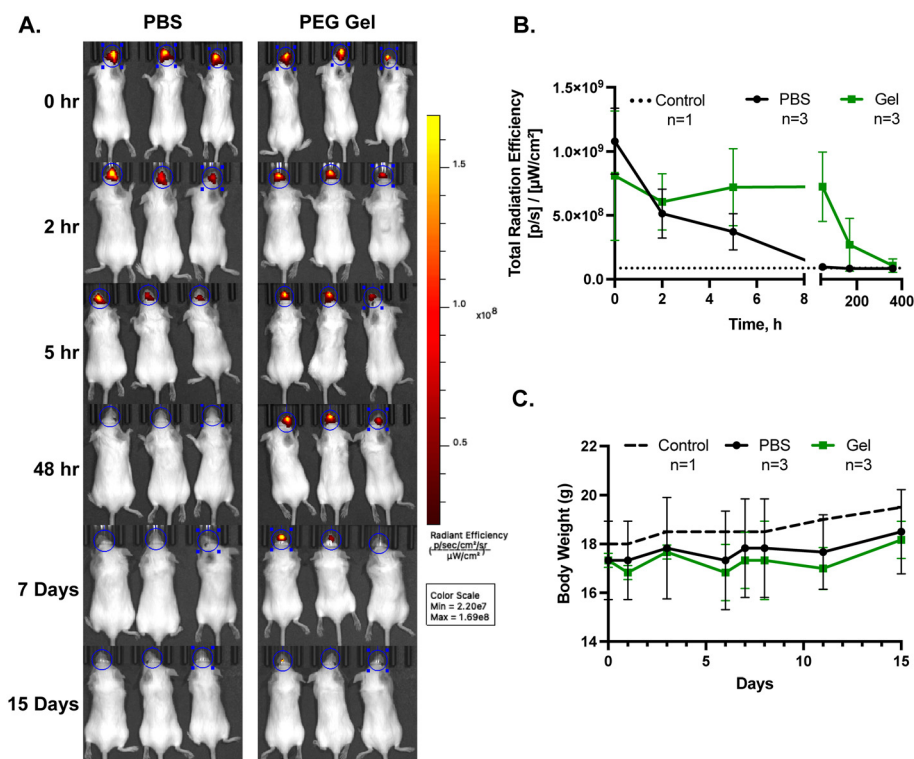 A.
PBS
PEG Gel
0 hr
2 hr
5 hr
48 hr
7 Days
15 Days
1.5
1.0
x10⁸
0.5
Radiant Efficiency
(p/sec/cm²/sr
µW/cm²)
Color Scale
Min = 2.20e7
Max = 1.69e8
B.
Total Radiation Efficiency
[p/s] / [µW/cm²]
1.5×10⁹
1.0×10⁹
5.0×10⁸
0.0
Control
n=1
PBS
n=3
Gel
n=3
0 2 4 6 8 200 400
Time, h
C.
Body Weight (g)
22
20
18
16
14
Control
n=1
PBS
n=3
Gel
n=3
0 5 10 15
Days